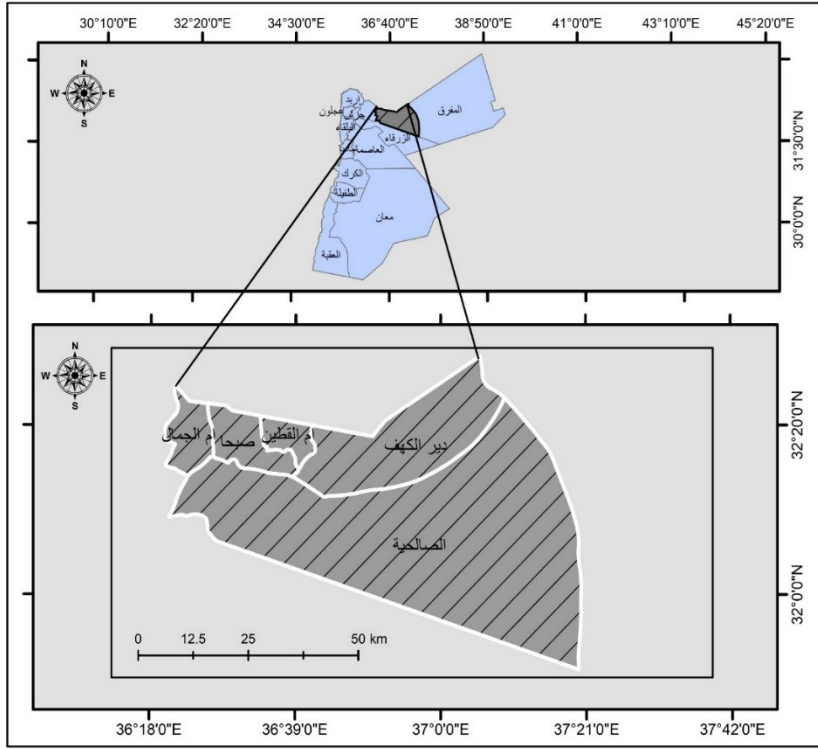 30°10'0"E 32°20'0"E 34°30'0"E 36°40'0"E 38°50'0"E 41°0'0"E 43°10'0"E 45°20'0"E
N
W E
S
اربد
عجلون
جرش
المفرق
البلقاء
الزرقاء
العاصمة
مادبا
الكرك
الطفيلة
معان
العقبة
31°30'0"N
30°0'0"N
N
W E
S
ام الجمال
صبحا
ام القطين
دير الكهف
الصالحية
32°20'0"N
32°0'0"N
0 12.5 25 50 km
36°18'0"E 36°39'0"E 37°0'0"E 37°21'0"E 37°42'0"E